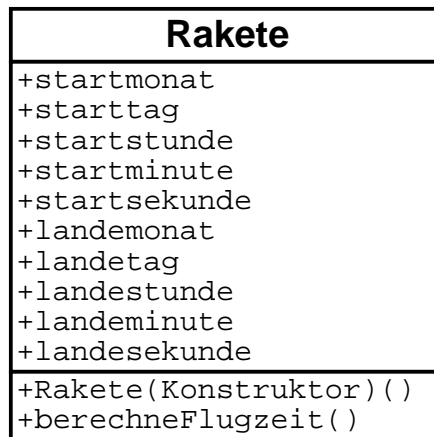 Rakete
+startmonat
+starttag
+startstunde
+startminute
+startsekunde
+landemonat
+landetag
+landestunde
+landeminute
+landesekunde
+Rakete(Konstruktor)()
+berechneFlugzeit()